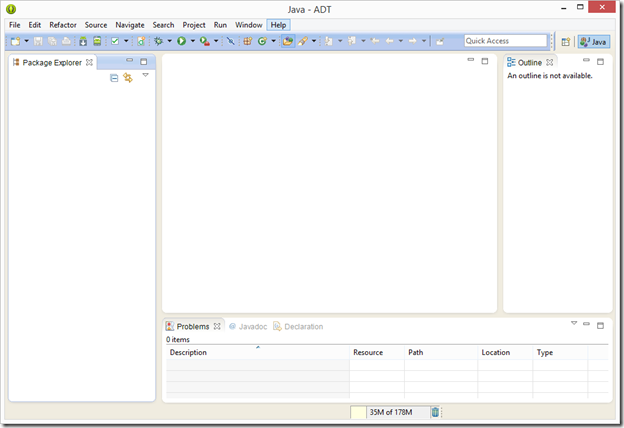 Java - ADT
File Edit Refactor Source Navigate Search Project Run Window Help
Quick Access
Java
Package Explorer
Outline
An outline is not available.
Problems @ Javadoc Declaration
0 items
Description Resource Path Location Type
35M of 178M